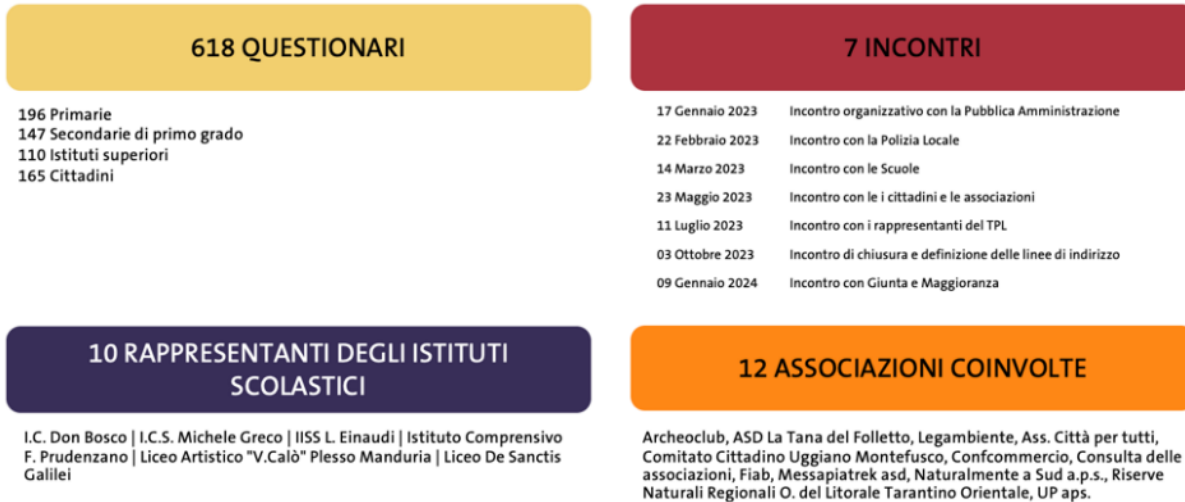 618 QUESTIONARI
196 Primarie
147 Secondarie di primo grado
110 Istituti superiori
165 Cittadini
7 INCONTRI
17 Gennaio 2023 Incontro organizzativo con la Pubblica Amministrazione
22 Febbraio 2023 Incontro con la Polizia Locale
14 Marzo 2023 Incontro con le Scuole
23 Maggio 2023 Incontro con le i cittadini e le associazioni
11 Luglio 2023 Incontro con i rappresentanti del TPL
03 Ottobre 2023 Incontro di chiusura e definizione delle linee di indirizzo
09 Gennaio 2024 Incontro con Giunta e Maggioranza
10 RAPPRESENTANTI DEGLI ISTITUTI
SCOLASTICI
I.C. Don Bosco | I.C.S. Michele Greco | IISS L. Einaudi | Istituto Comprensivo
F. Prudenzano | Liceo Artistico "V.Calò" Plesso Manduria | Liceo De Sanctis
Galilei
12 ASSOCIAZIONI COINVOLTE
Archeoclub, ASD La Tana del Folletto, Legambiente, Ass. Città per tutti,
Comitato Cittadino Uggiano Montefusco, Confcommercio, Consulta delle
associazioni, Fiab, Messapiatrek asd, Naturalmente a Sud a.p.s., Riserve
Naturali Regionali O. del Litorale Tarantino Orientale, UP aps.